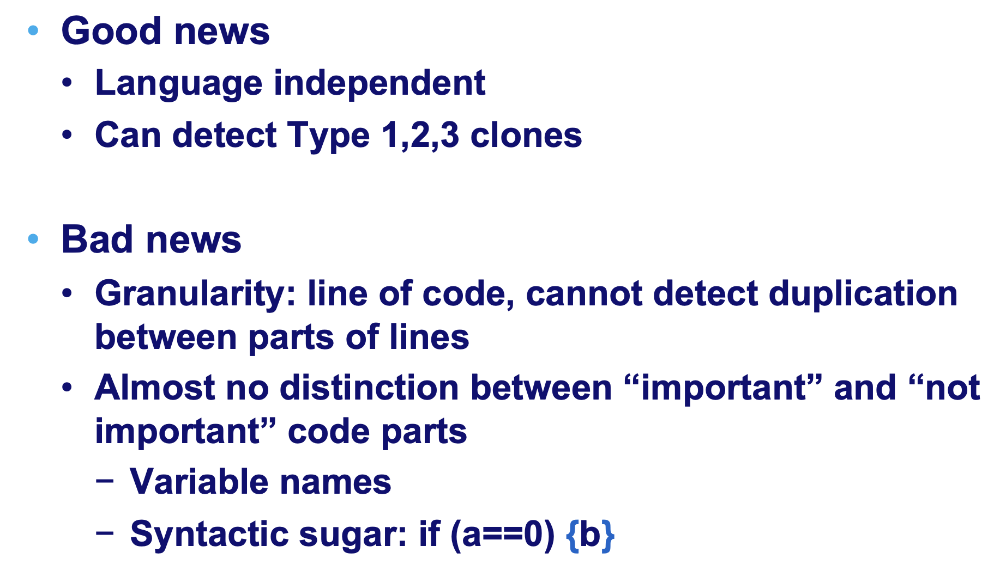 • Good news
• Language independent
• Can detect Type 1,2,3 clones
• Bad news
• Granularity: line of code, cannot detect duplication
between parts of lines
• Almost no distinction between “important” and “not
important” code parts
– Variable names
– Syntactic sugar: if (a==0) {b}